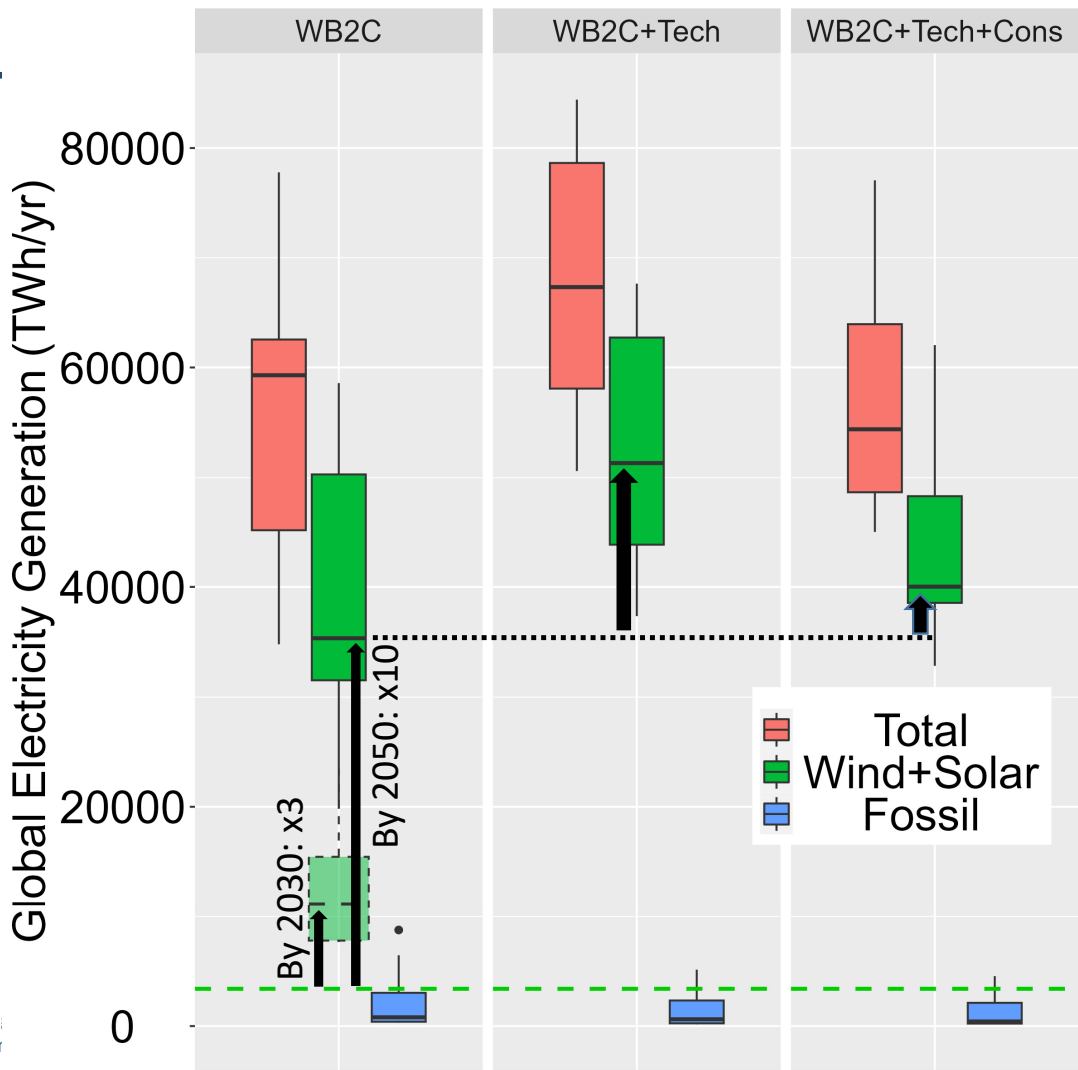 WB2C
WB2C+Tech
WB2C+Tech+Cons
Global Electricity Generation (TWh/yr)
80000
60000
40000
20000
0
By 2030: x3
By 2050: x10
Total
Wind+Solar
Fossil